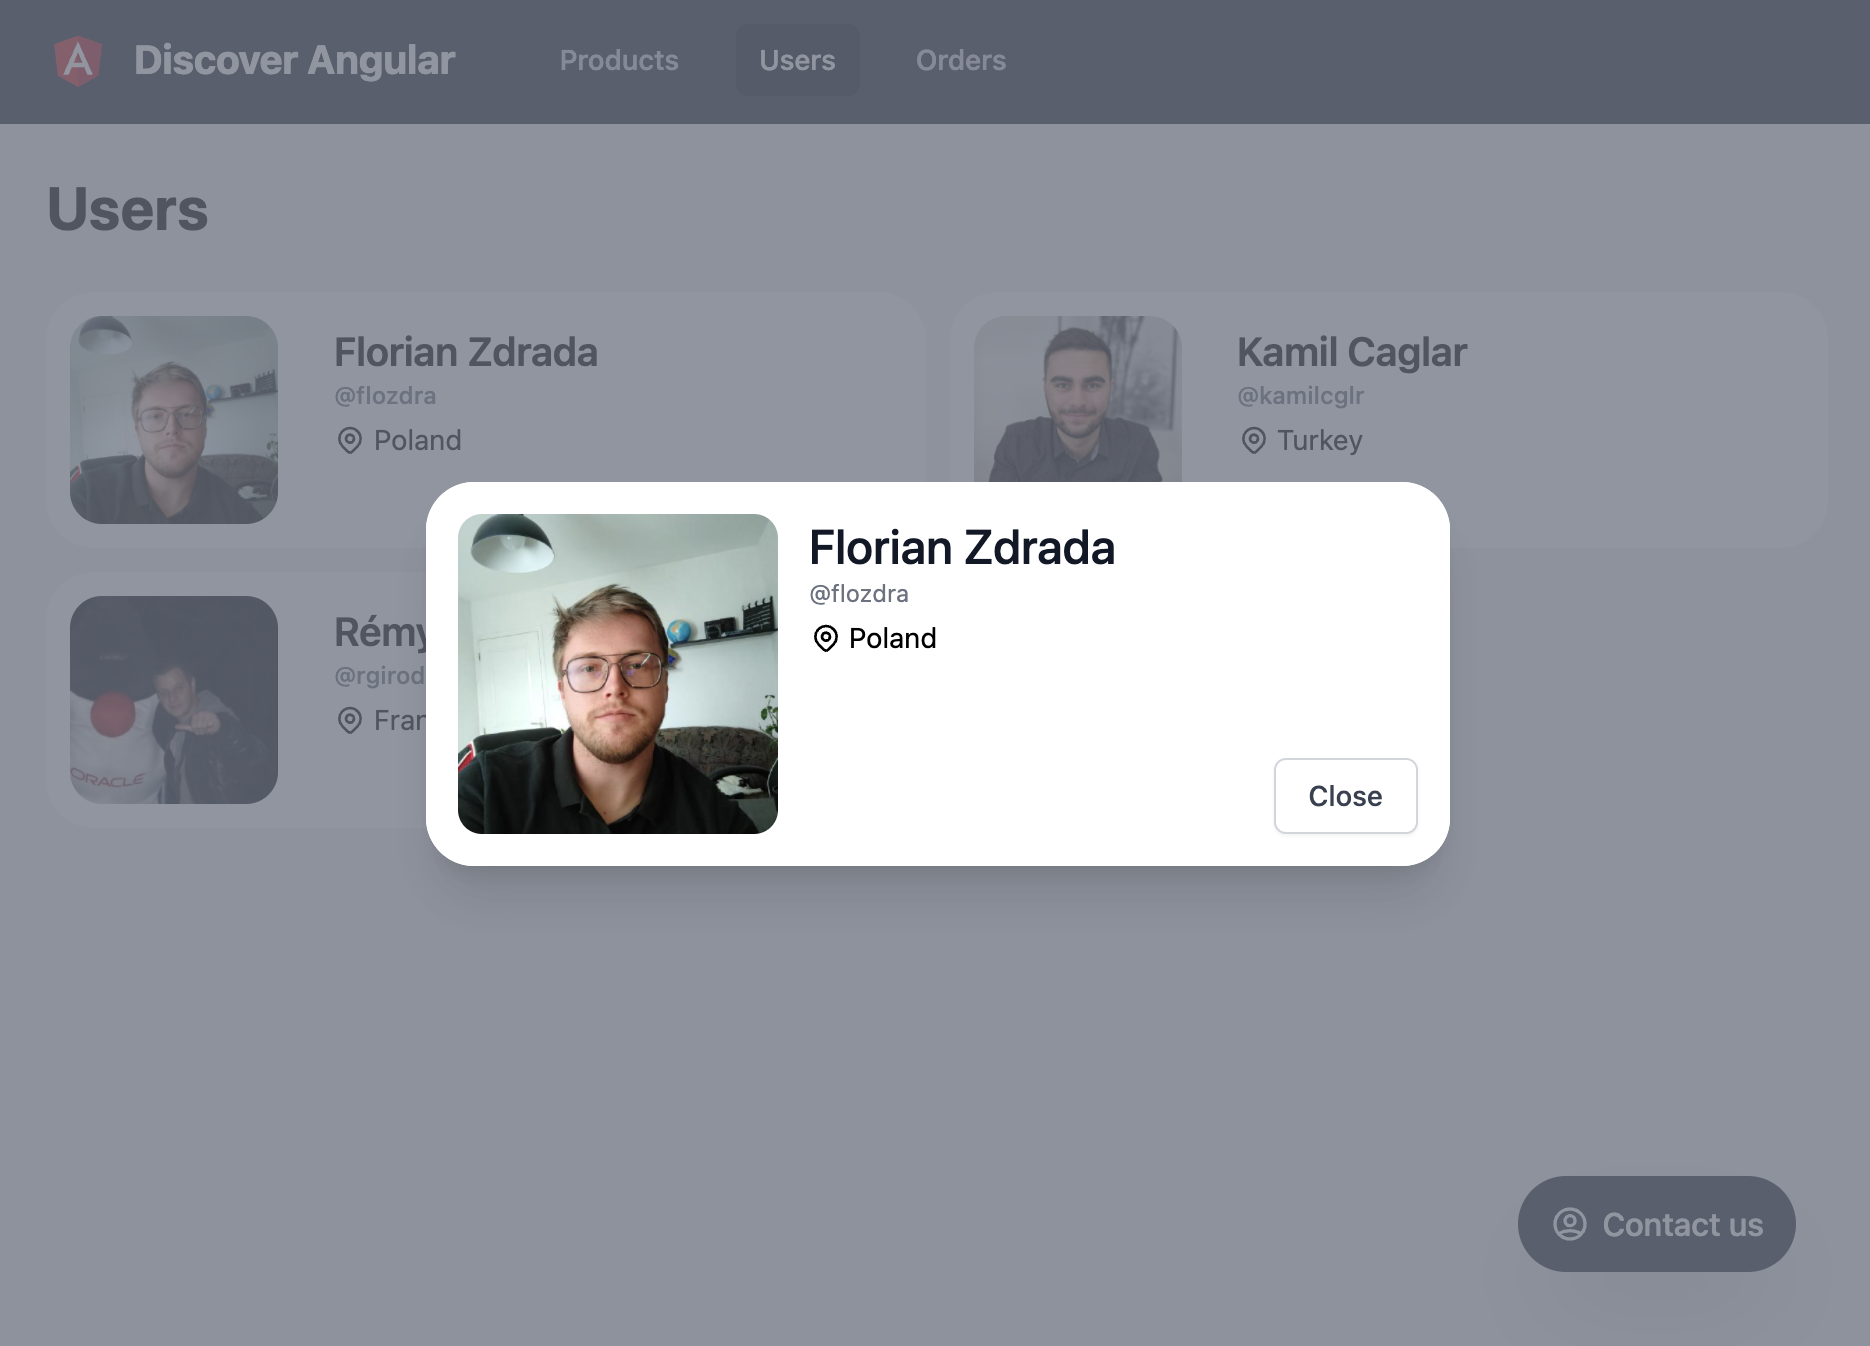 Discover Angular
Products
Users
Orders
Users
Florian Zdrada
@flozdra
Poland
Kamil Caglar
@kamilcglr
Turkey
Florian Zdrada
@flozdra
Poland
Close
Rémy
@rgirod
Fran
ORACLE
Contact us